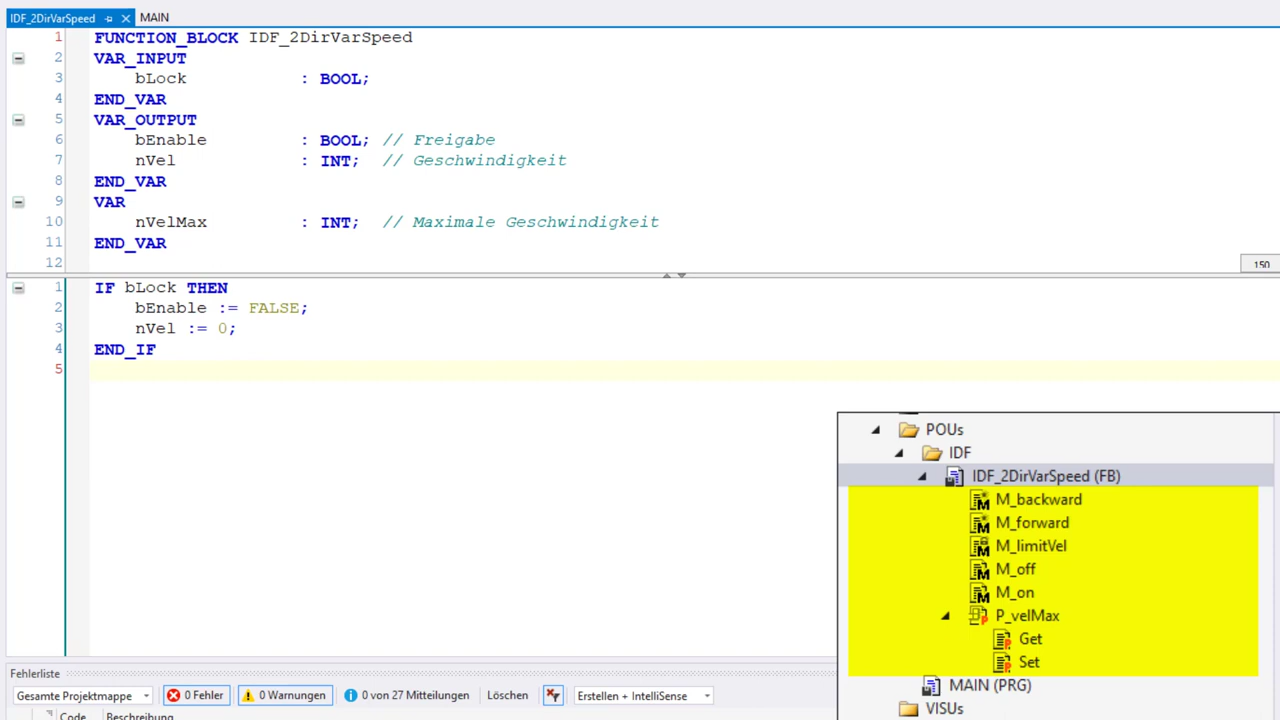 IDF_2DirVarSpeed MAIN
1 FUNCTION_BLOCK IDF_2DirVarSpeed
2 VAR_INPUT
3 bLock : BOOL;
4 END_VAR
5 VAR_OUTPUT
6 bEnable : BOOL; // Freigabe
7 nVel : INT; // Geschwindigkeit
8 END_VAR
9 VAR
10 nVelMax : INT; // Maximale Geschwindigkeit
11 END_VAR
12
150
1 IF bLock THEN
2 bEnable := FALSE;
3 nVel := 0;
4 END_IF
5
POUs
IDF
IDF_2DirVarSpeed (FB)
M_backward
M_forward
M_limitVel
M_off
M_on
P_velMax
Get
Set
MAIN (PRG)
VISUs
Fehlerliste
Gesamte Projektmappe 0 Fehler 0 Warnungen 0 von 27 Mitteilungen Löschen Erstellen + IntelliSense
Code Beschreibung